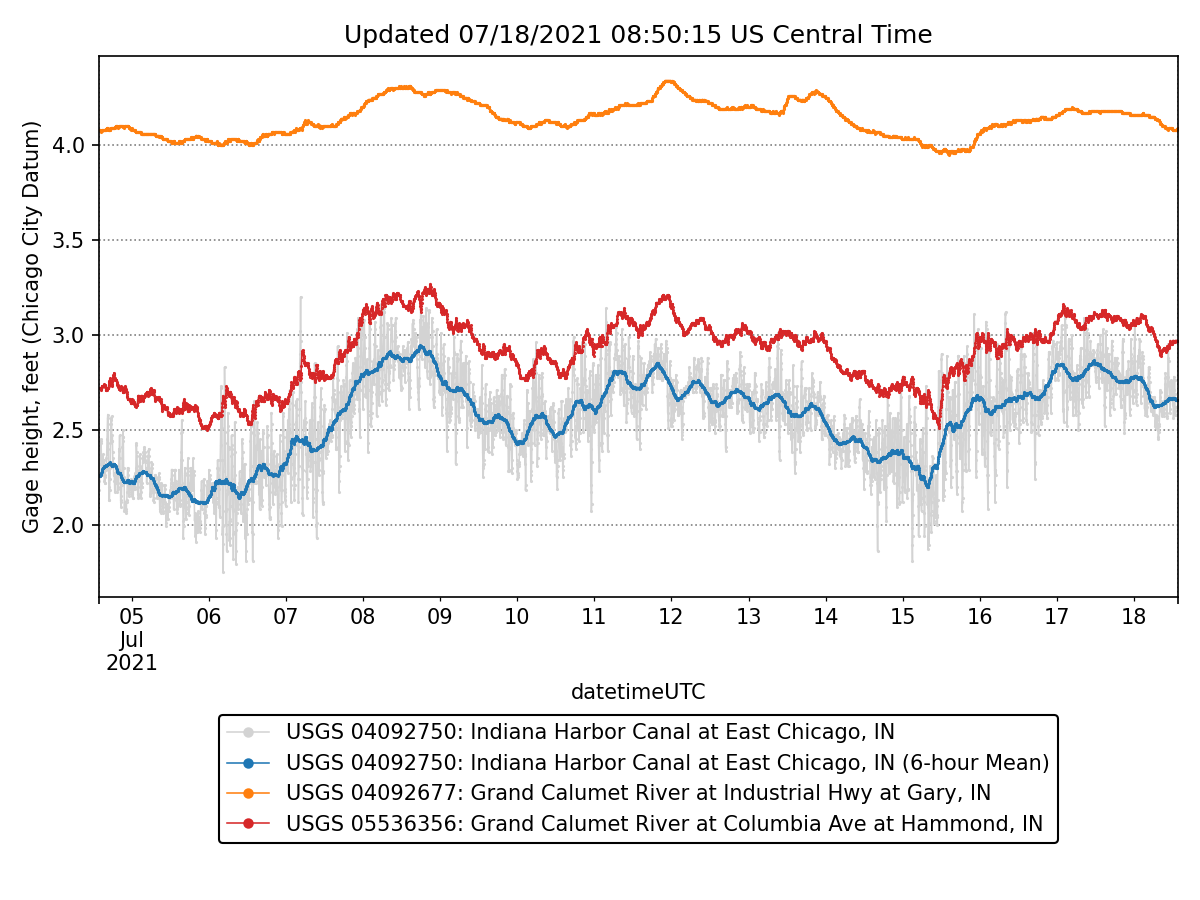 Updated 07/18/2021 08:50:15 US Central Time
Gage height, feet (Chicago City Datum)
4.0
3.5
3.0
2.5
2.0
05 06 07 08 09 10 11 12 13 14 15 16 17 18
Jul
2021
datetimeUTC
USGS 04092750: Indiana Harbor Canal at East Chicago, IN
USGS 04092750: Indiana Harbor Canal at East Chicago, IN (6-hour Mean)
USGS 04092677: Grand Calumet River at Industrial Hwy at Gary, IN
USGS 05536356: Grand Calumet River at Columbia Ave at Hammond, IN